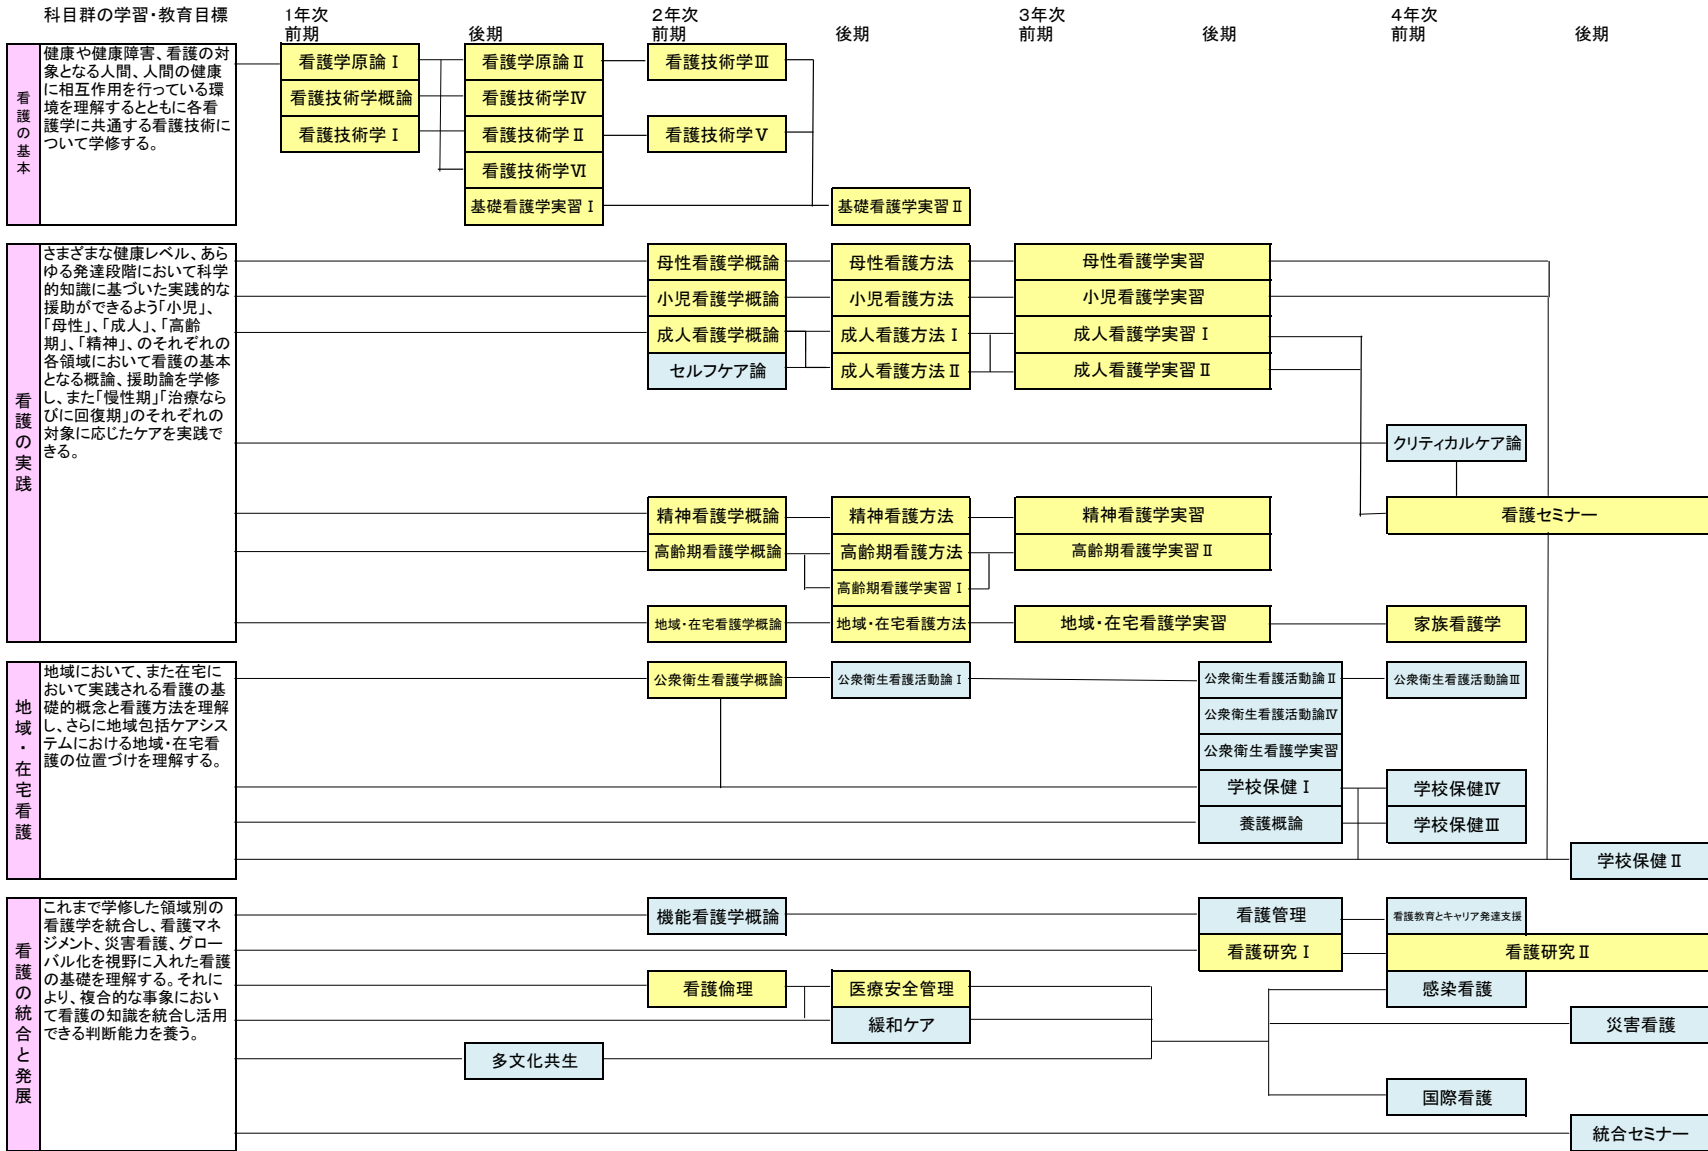 科目群の学習・教育目標
1年次
前期
後期
2年次
前期
後期
3年次
前期
後期
4年次
前期
後期
看護の基本
健康や健康障害、看護の対
象となる人間、人間の健康
に相互作用を行っている環
境を理解するとともに各看
護学に共通する看護技術に
ついて学修する。
看護学原論Ⅰ
看護学原論Ⅱ
看護技術学Ⅲ
看護技術学概論
看護技術学Ⅳ
看護技術学Ⅰ
看護技術学Ⅱ
看護技術学Ⅴ
看護技術学Ⅵ
基礎看護学実習Ⅰ
基礎看護学実習Ⅱ
看護の実践
さまざまな健康レベル、あら
ゆる発達段階において科学
的知識に基づいた実践的な
援助ができるよう「小児」、
「母性」、「成人」、「高齢
期」、「精神」、のそれぞれの
各領域において看護の基本
となる概論、援助論を学修
し、また「慢性期」「治療なら
びに回復期」のそれぞれの
対象に応じたケアを実践で
きる。
母性看護学概論
母性看護方法
母性看護学実習
小児看護学概論
小児看護方法
小児看護学実習
成人看護学概論
成人看護方法Ⅰ
成人看護学実習Ⅰ
セルフケア論
成人看護方法Ⅱ
成人看護学実習Ⅱ
クリティカルケア論
精神看護学概論
精神看護方法
精神看護学実習
看護セミナー
高齢期看護学概論
高齢期看護方法
高齢期看護学実習Ⅱ
高齢期看護学実習Ⅰ
地域・在宅看護学概論
地域・在宅看護方法
地域・在宅看護学実習
家族看護学
地域・在宅看護
地域において、また在宅に
おいて実践される看護の基
礎的概念と看護方法を理解
し、さらに地域包括ケアシス
テムにおける地域・在宅看
護の位置づけを理解する。
公衆衛生看護学概論
公衆衛生看護活動論Ⅰ
公衆衛生看護活動論Ⅱ
公衆衛生看護活動論Ⅲ
公衆衛生看護活動論Ⅳ
公衆衛生看護学実習
学校保健Ⅰ
学校保健Ⅳ
養護概論
学校保健Ⅲ
学校保健Ⅱ
看護の統合と発展
これまで学修した領域別の
看護学を統合し、看護マネ
ジメント、災害看護、グロー
バル化を視野に入れた看護
の基礎を理解する。それに
より、複合的な事象におい
て看護の知識を統合し活用
できる判断能力を養う。
機能看護学概論
看護管理
看護教育とキャリア発達支援
看護研究Ⅰ
看護研究Ⅱ
看護倫理
医療安全管理
感染看護
緩和ケア
災害看護
多文化共生
国際看護
統合セミナー